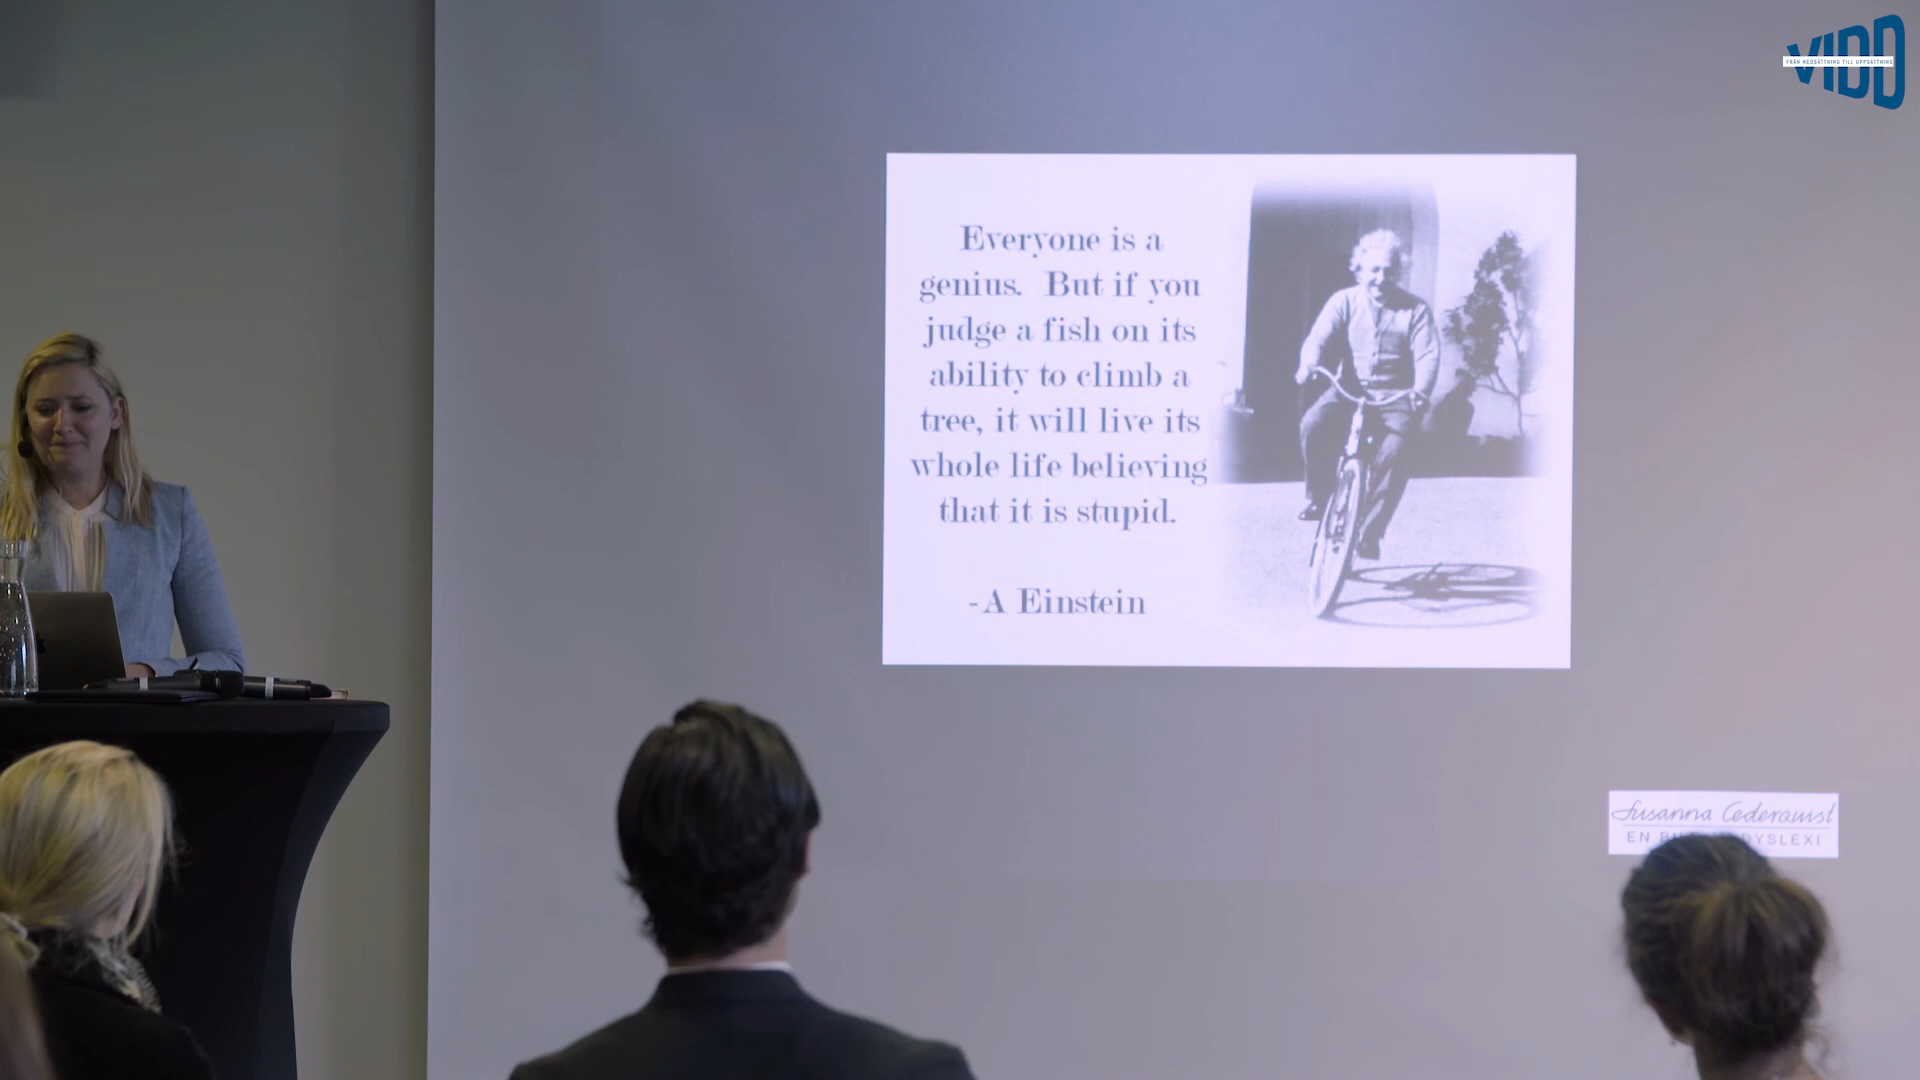 VIDD
FRÅN NEDSÄTTNING TILL UPPSÄTTNING
Everyone is a
genius. But if you
judge a fish on its
ability to climb a
tree, it will live its
whole life believing
that it is stupid.
-A Einstein
Susanna Cederquist
EN DYSLEXI